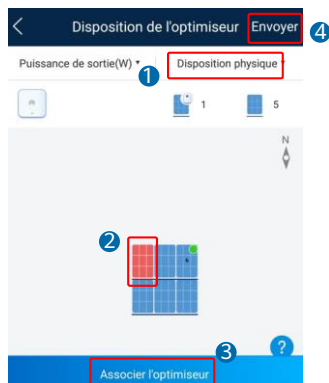 Disposition de l'optimiseur Envoyer 4
Puissance de sortie(W) 1 Disposition physique
1 5
N
2
3 ?
Associer l'optimiseur